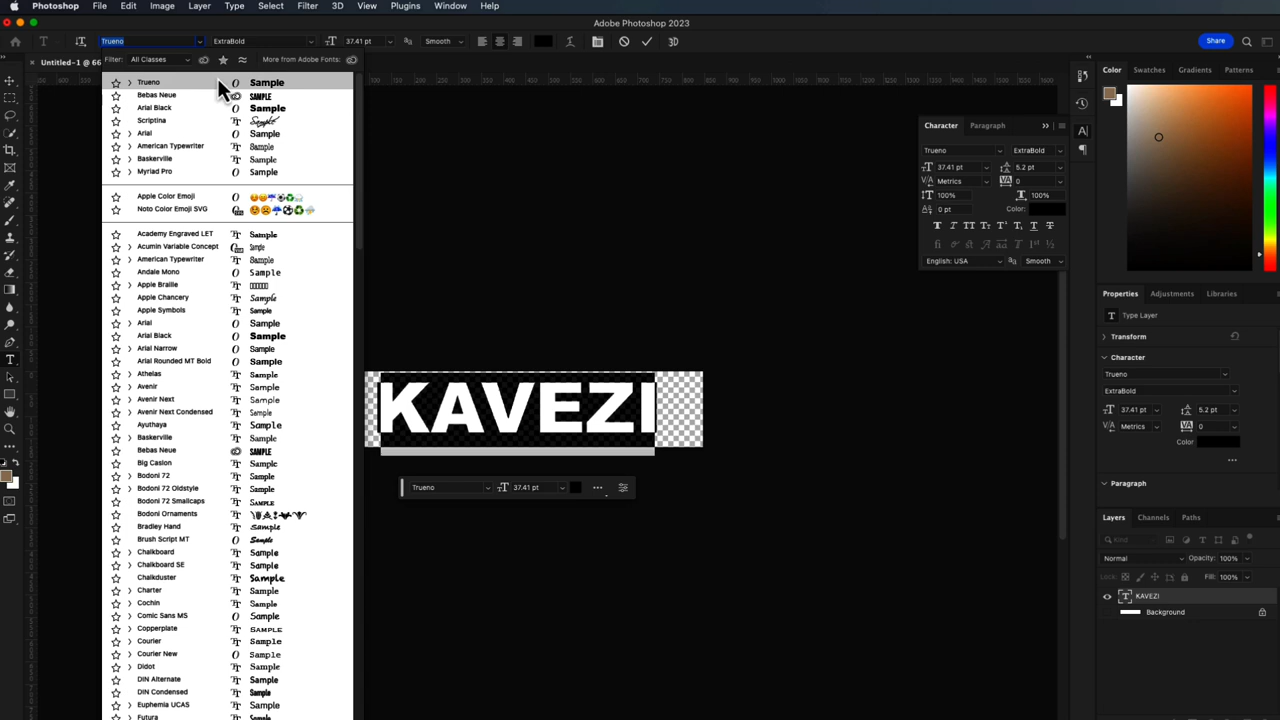 Photoshop File Edit Image Layer Type Select Filter 3D View Plugins Window Help
Adobe Photoshop 2023
Trueno ExtraBold 37.41 pt Smooth 3D Share
Filter: All Classes More from Adobe Fonts:
Untitled-1 @ 66
Trueno Sample
Bebas Neue SAMPLE
Arial Black Sample
Scriptina Sample
Arial Sample
American Typewriter Sample
Baskerville Sample
Myriad Pro Sample
Apple Color Emoji
Noto Color Emoji SVG
Academy Engraved LET Sample
Acumin Variable Concept Sample
American Typewriter Sample
Andale Mono Sample
Apple Braille
Apple Chancery Sample
Apple Symbols Sample
Arial Sample
Arial Black Sample
Arial Narrow Sample
Arial Rounded MT Bold Sample
Athelas Sample
Avenir Sample
Avenir Next Sample
Avenir Next Condensed Sample
Ayuthaya Sample
Baskerville Sample
Bebas Neue SAMPLE
Big Caslon Sample
Bodoni 72 Sample
Bodoni 72 Oldstyle Sample
Bodoni 72 Smallcaps SAMPLE
Bodoni Ornaments
Bradley Hand Sample
Brush Script MT Sample
Chalkboard Sample
Chalkboard SE Sample
Chalkduster Sample
Charter Sample
Cochin Sample
Comic Sans MS Sample
Copperplate SAMPLE
Courier Sample
Courier New Sample
Didot Sample
DIN Alternate Sample
DIN Condensed Sample
Euphemia UCAS Sample
Futura Sample
KAVEZI
Trueno 37.41 pt
Character Paragraph
Trueno ExtraBold
37.41 pt 5.2 pt
Metrics 0
100% 100%
0 pt Color:
English: USA Smooth
Color Swatches Gradients Patterns
Properties Adjustments Libraries
Type Layer
Transform
Character
Trueno
ExtraBold
37.41 pt 5.2 pt
Metrics 0
Color
Paragraph
Layers Channels Paths
Kind
Normal Opacity: 100%
Lock: Fill: 100%
KAVEZI
Background